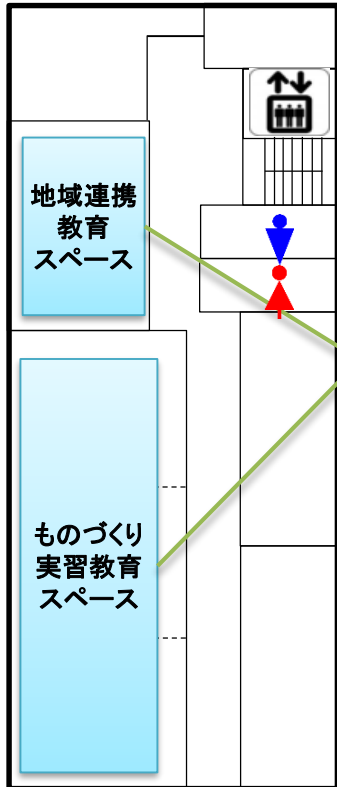 地域連携
教育
スペース
ものづくり
実習教育
スペース